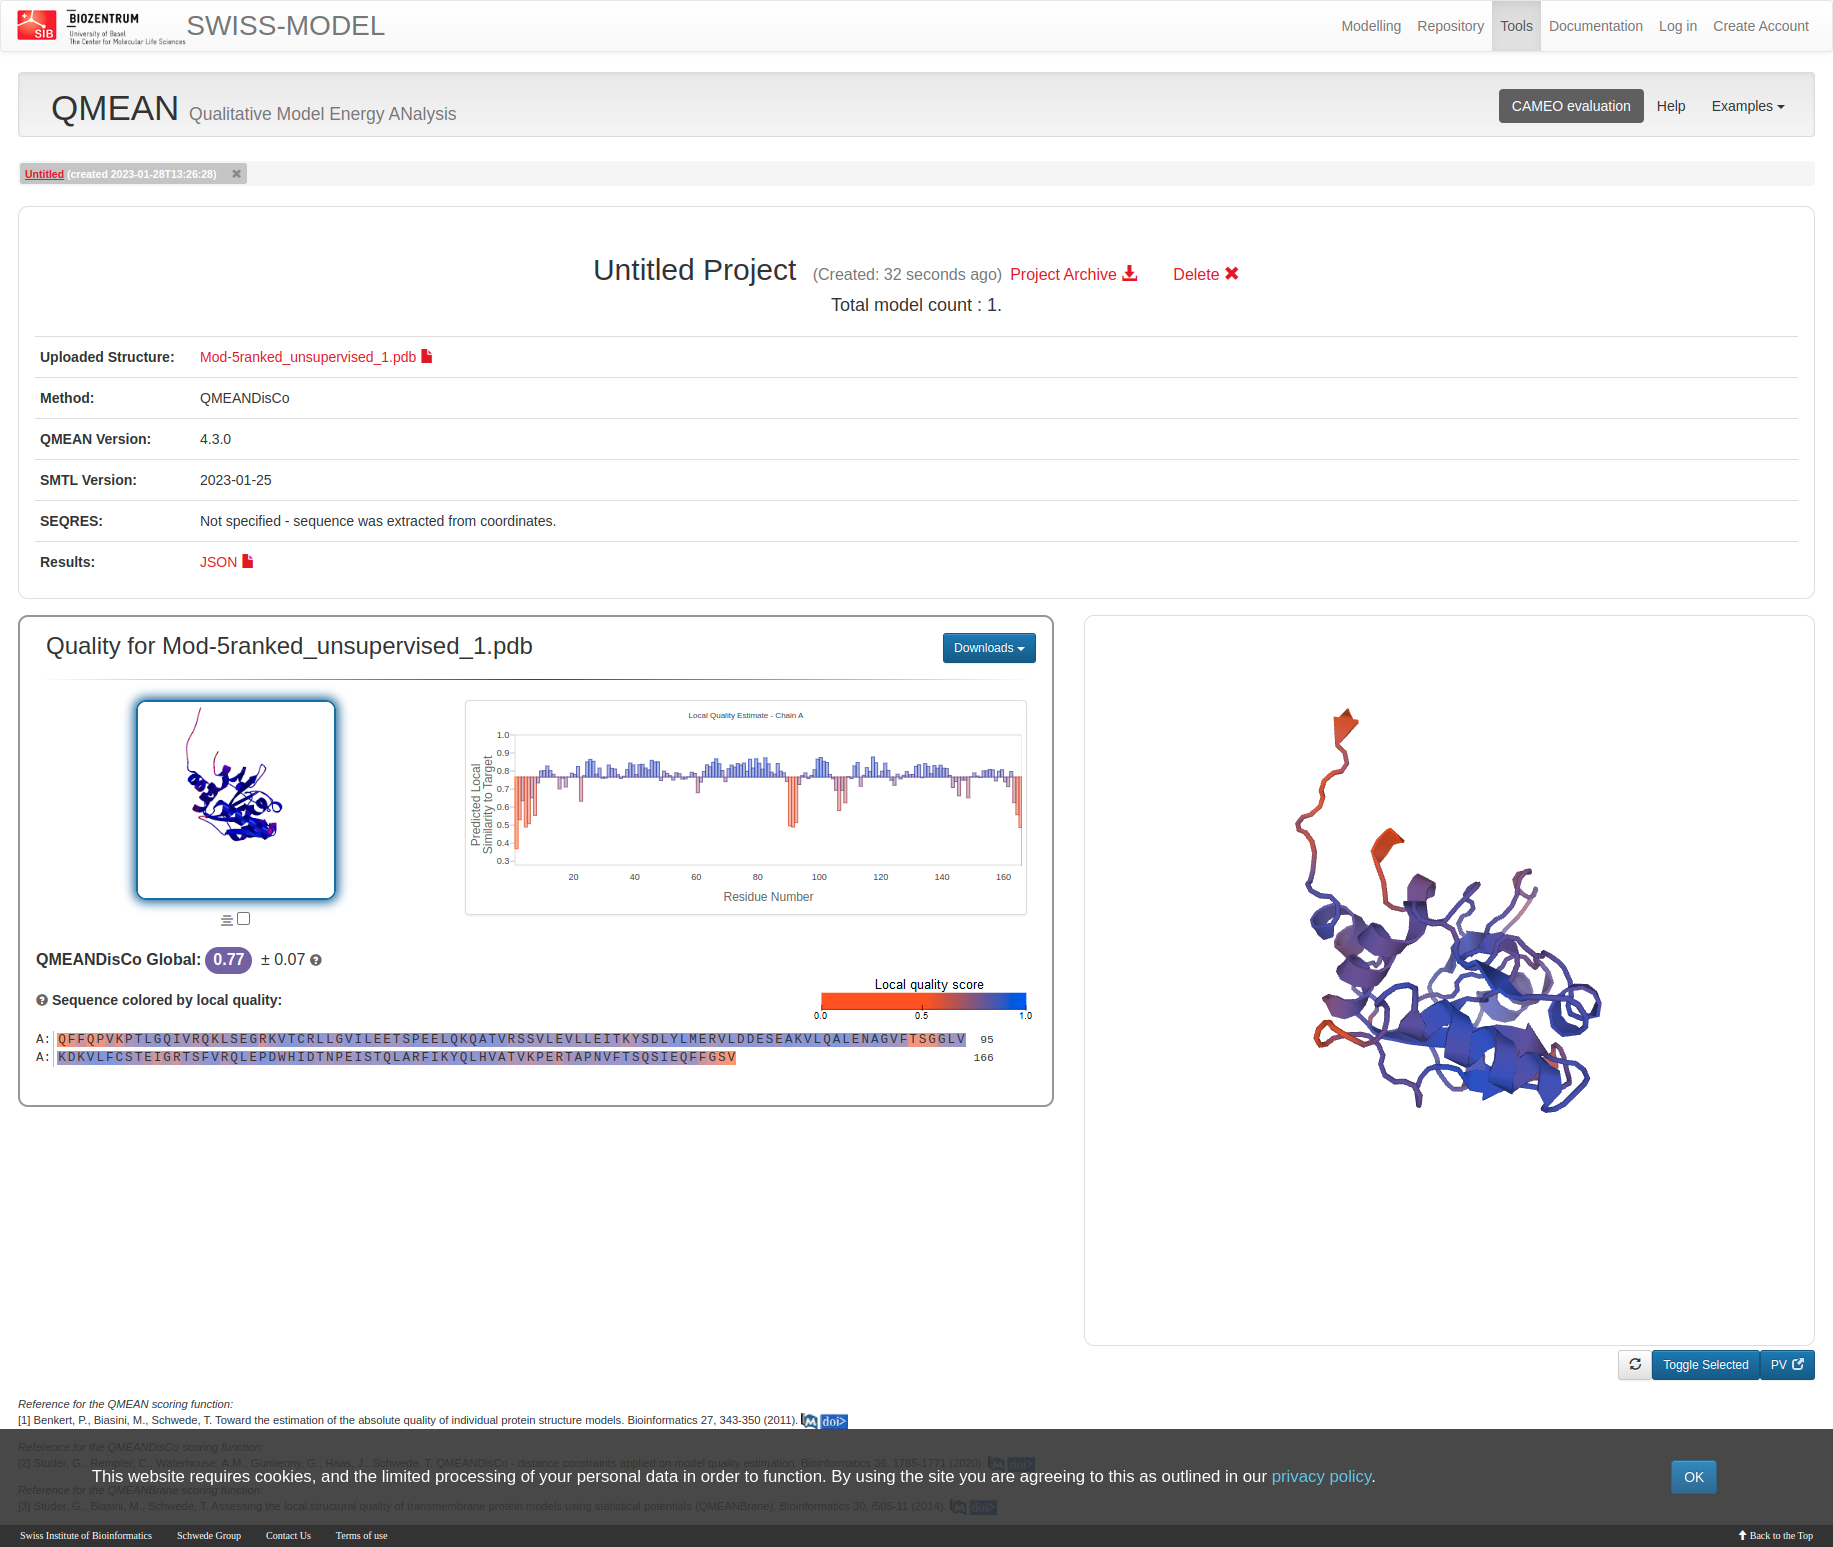 SIB
BIOZENTRUM
University of Basel
The Center for Molecular Life Sciences
SWISS-MODEL
Modelling Repository Tools Documentation Log in Create Account
QMEAN Qualitative Model Energy ANalysis
CAMEO evaluation Help Examples
Untitled (created 2023-01-28T13:26:28) ✖
Untitled Project (Created: 32 seconds ago) Project Archive Delete ✖
Total model count : 1.
Uploaded Structure: Mod-5ranked_unsupervised_1.pdb
Method: QMEANDisCo
QMEAN Version: 4.3.0
SMTL Version: 2023-01-25
SEQRES: Not specified - sequence was extracted from coordinates.
Results: JSON
Quality for Mod-5ranked_unsupervised_1.pdb
Downloads
Local Quality Estimate - Chain A
Predicted Local
Similarity to Target
1.0
0.9
0.8
0.7
0.6
0.5
0.4
0.3
20 40 60 80 100 120 140 160
Residue Number
QMEANDisCo Global: 0.77 ± 0.07 ?
? Sequence colored by local quality:
Local quality score
0.0 0.5 1.0
A: QFFQPVKPTLGQIVRQKLSEGRKVTCRLLGVILEETSPEELQKQATVRSSVLEVLLEITKYSDLYLMERVLDDESEAKVLQALENAGVFTSGGLV 95
A: KDKVLFCSTEIGRTSFVRQLEPDWHIDTNPEISTQLARFIKYQLHVATVKPERTAPNVFTSQSIEQFFGSV 166
Toggle Selected PV
Reference for the QMEAN scoring function:
[1] Benkert, P., Biasini, M., Schwede, T. Toward the estimation of the absolute quality of individual protein structure models. Bioinformatics 27, 343-350 (2011). M doi>
Reference for the QMEANDisCo scoring function:
[2] Studer, G., Rempfer, C., Waterhouse, A.M., Gumienny, G., Haas, J., Schwede, T. QMEANDisCo - distance constraints applied on model quality estimation. Bioinformatics 36, 1765-1771 (2020). M doi>
This website requires cookies, and the limited processing of your personal data in order to function. By using the site you are agreeing to this as outlined in our privacy policy.
OK
Reference for the QMEANBrane scoring function:
[3] Studer, G., Biasini, M., Schwede, T. Assessing the local structural quality of transmembrane protein models using statistical potentials (QMEANBrane). Bioinformatics 30, i505-11 (2014). M doi>
Swiss Institute of Bioinformatics Schwede Group Contact Us Terms of use
Back to the Top